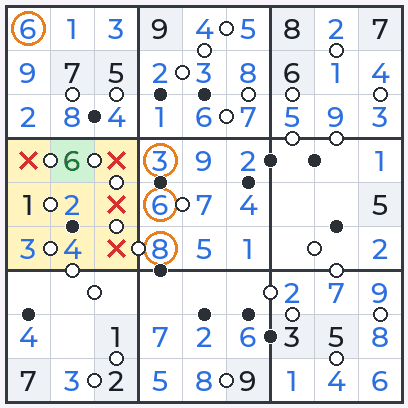 6 1 3 9 4 5 8 2 7
9 7 5 2 3 8 6 1 4
2 8 4 1 6 7 5 9 3
× 6 × 3 9 2 1
1 2 × 6 7 4 5
3 4 × 8 5 1 2
2 7 9
4 1 7 2 6 3 5 8
7 3 2 5 8 9 1 4 6